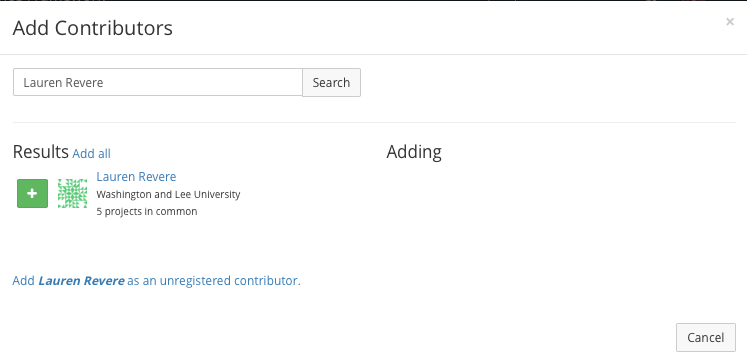 Add Contributors
×
Lauren Revere
Search
Results Add all
Adding
Lauren Revere
Washington and Lee University
5 projects in common
Add Lauren Revere as an unregistered contributor.
Cancel